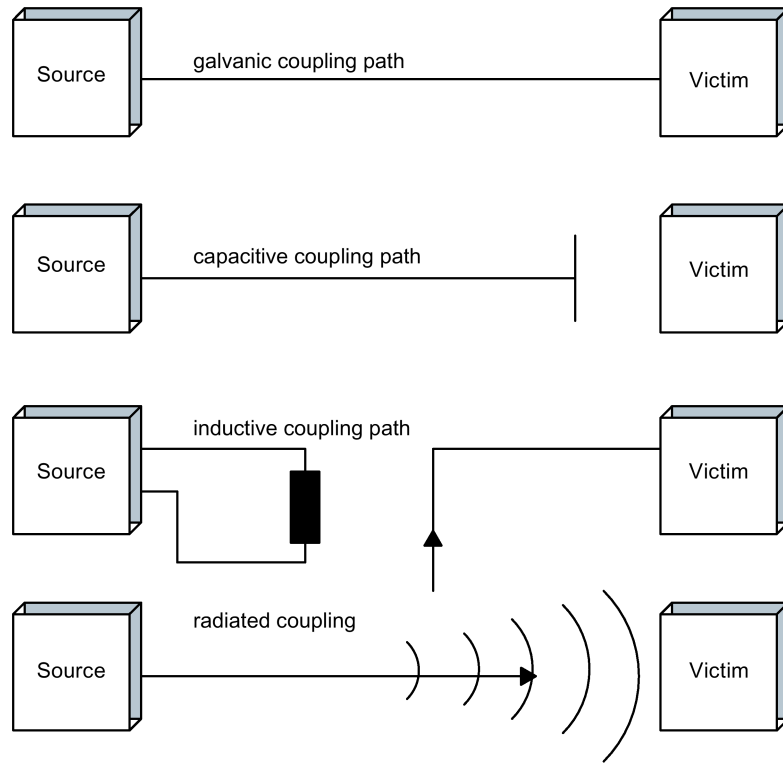 Source
galvanic coupling path
Victim
Source
capacitive coupling path
Victim
Source
inductive coupling path
Victim
Source
radiated coupling
Victim